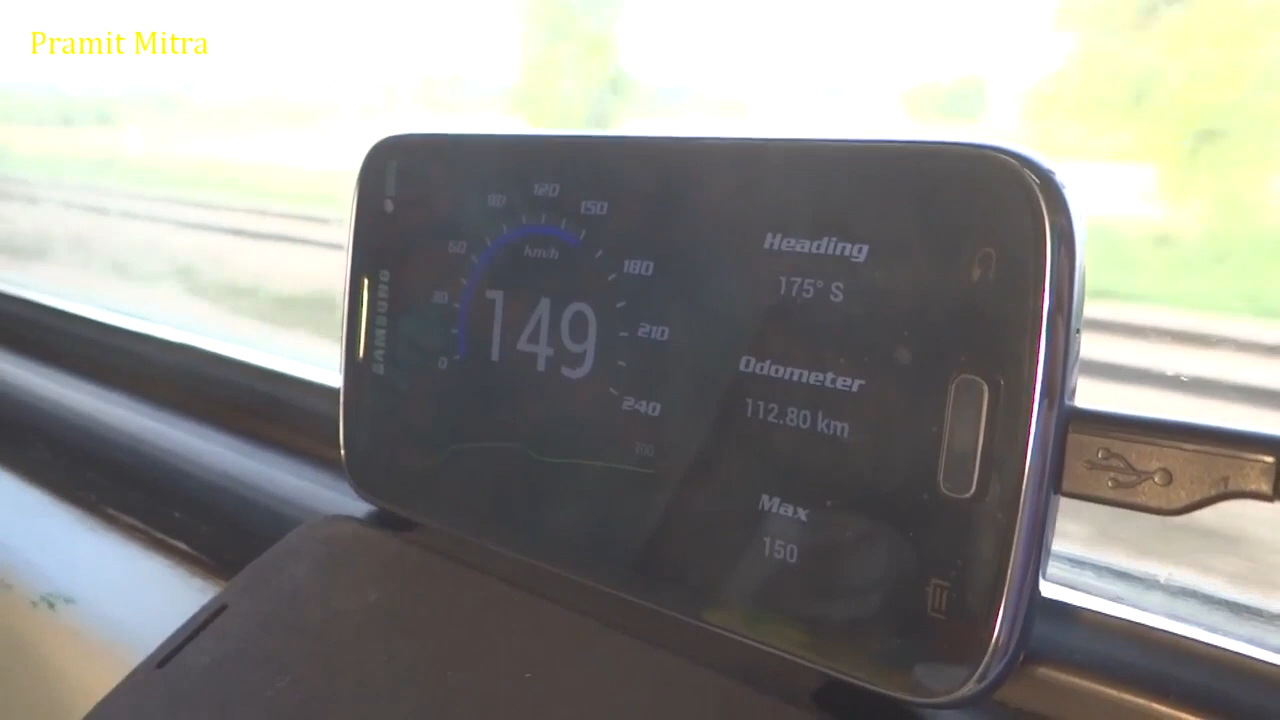 Pramit Mitra
SAMSUNG
0
30
60
90
120
150
180
210
240
km/h
149
200
Heading
175° S
Odometer
112.80 km
Max
150